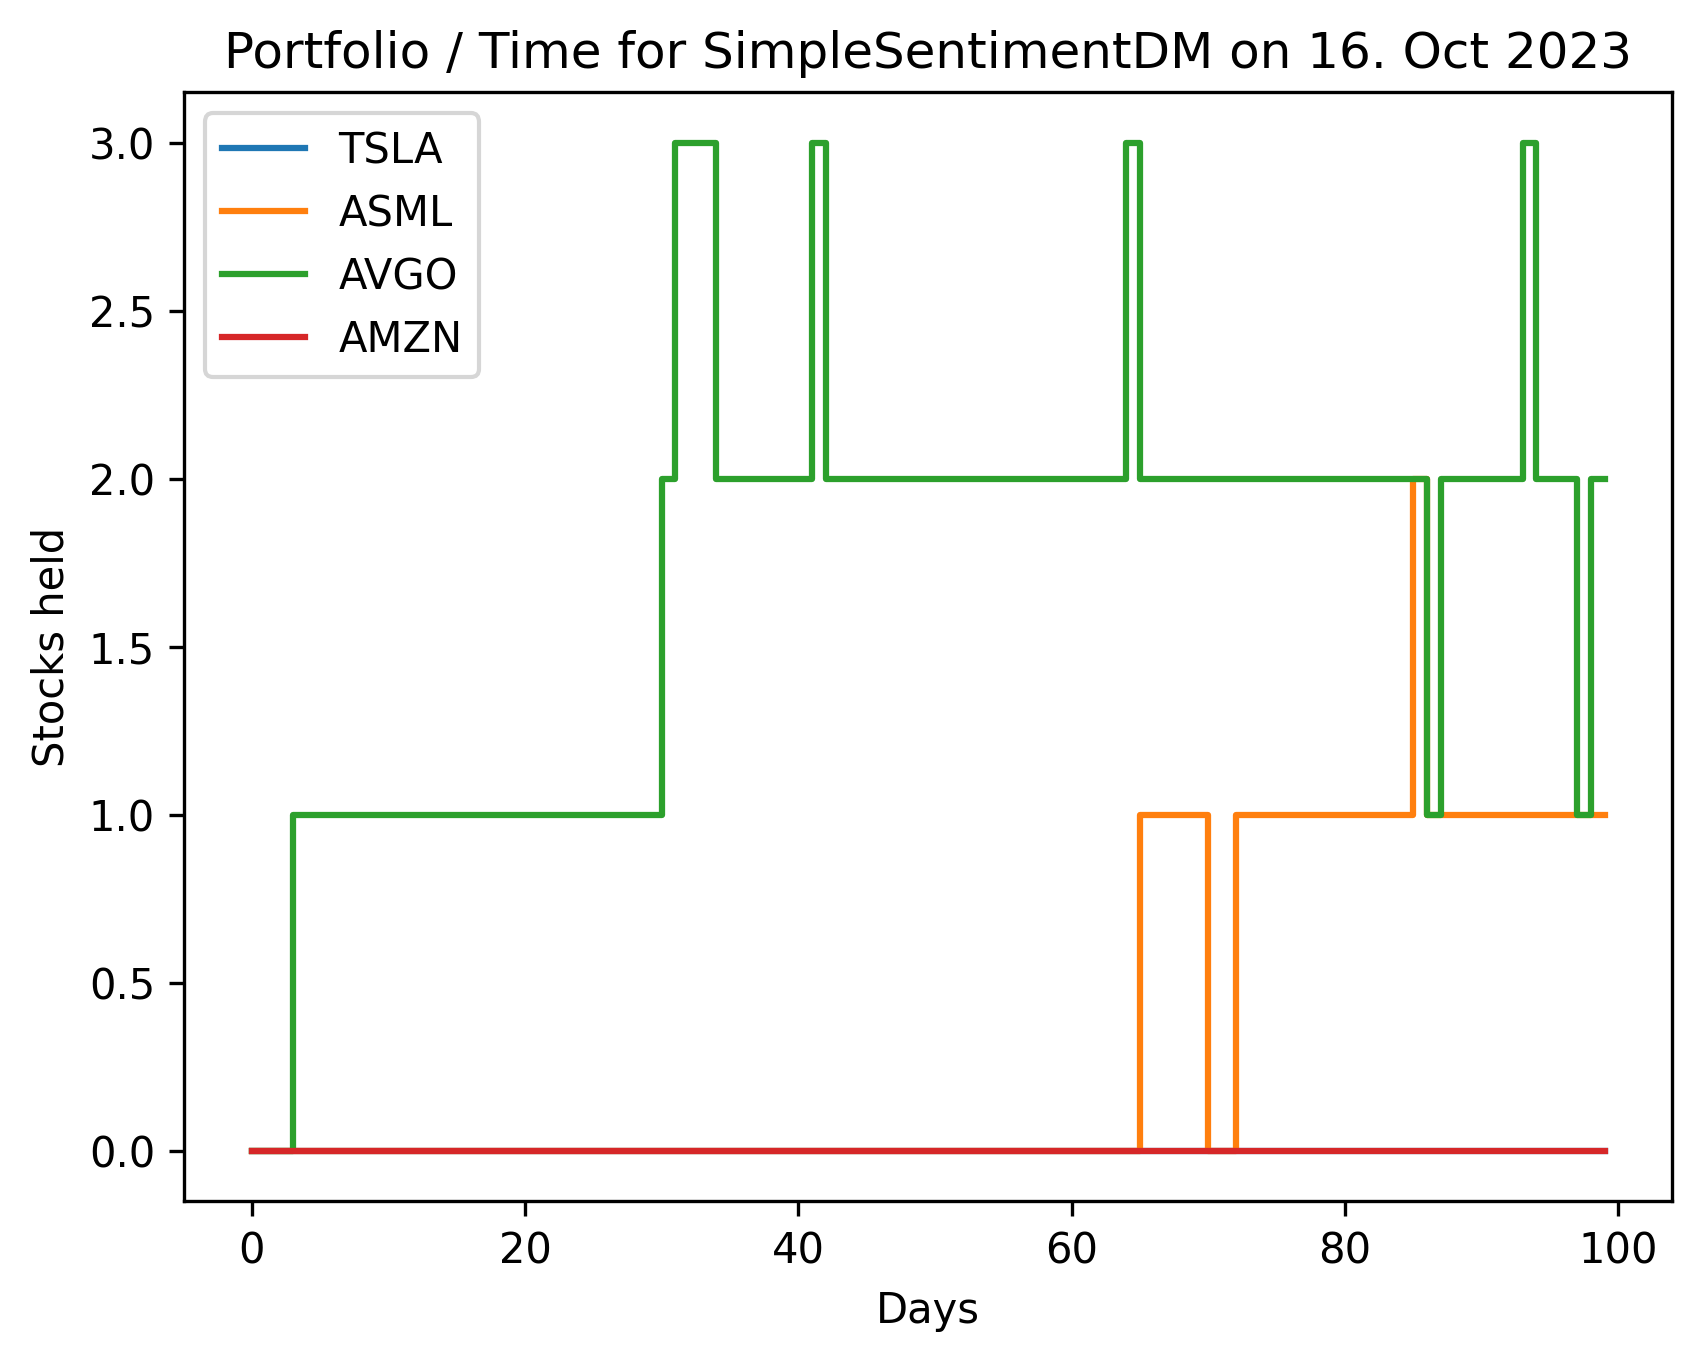 Portfolio / Time for SimpleSentimentDM on 16. Oct 2023
TSLA
ASML
AVGO
AMZN
3.0
2.5
2.0
1.5
1.0
0.5
0.0
Stocks held
0 20 40 60 80 100
Days